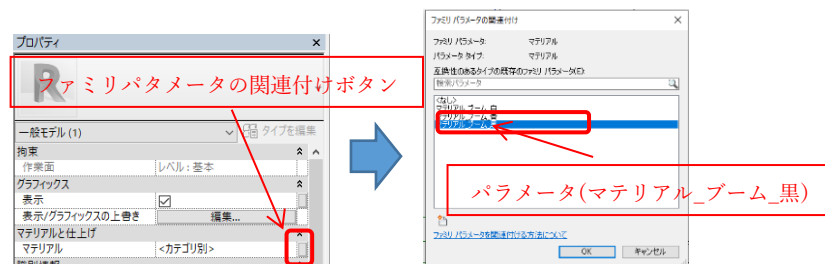 プロパティ
ファミリパタメータの関連付けボタン
一般モデル (1)
タイプを編集
拘束
作業面
レベル : 基本
グラフィックス
表示
表示/グラフィックスの上書き
編集...
マテリアルと仕上げ
マテリアル
<カテゴリ別>
ファミリ パラメータの関連付け
ファミリ パラメータ:
マテリアル
パラメータ タイプ:
マテリアル
互換性のあるタイプの既存のファミリ パラメータ(E):
検索パラメータ
<なし>
マテリアル_ブーム_白
パラメータ(マテリアル_ブーム_黒)
ファミリ パラメータを関連付ける方法について
OK
キャンセル